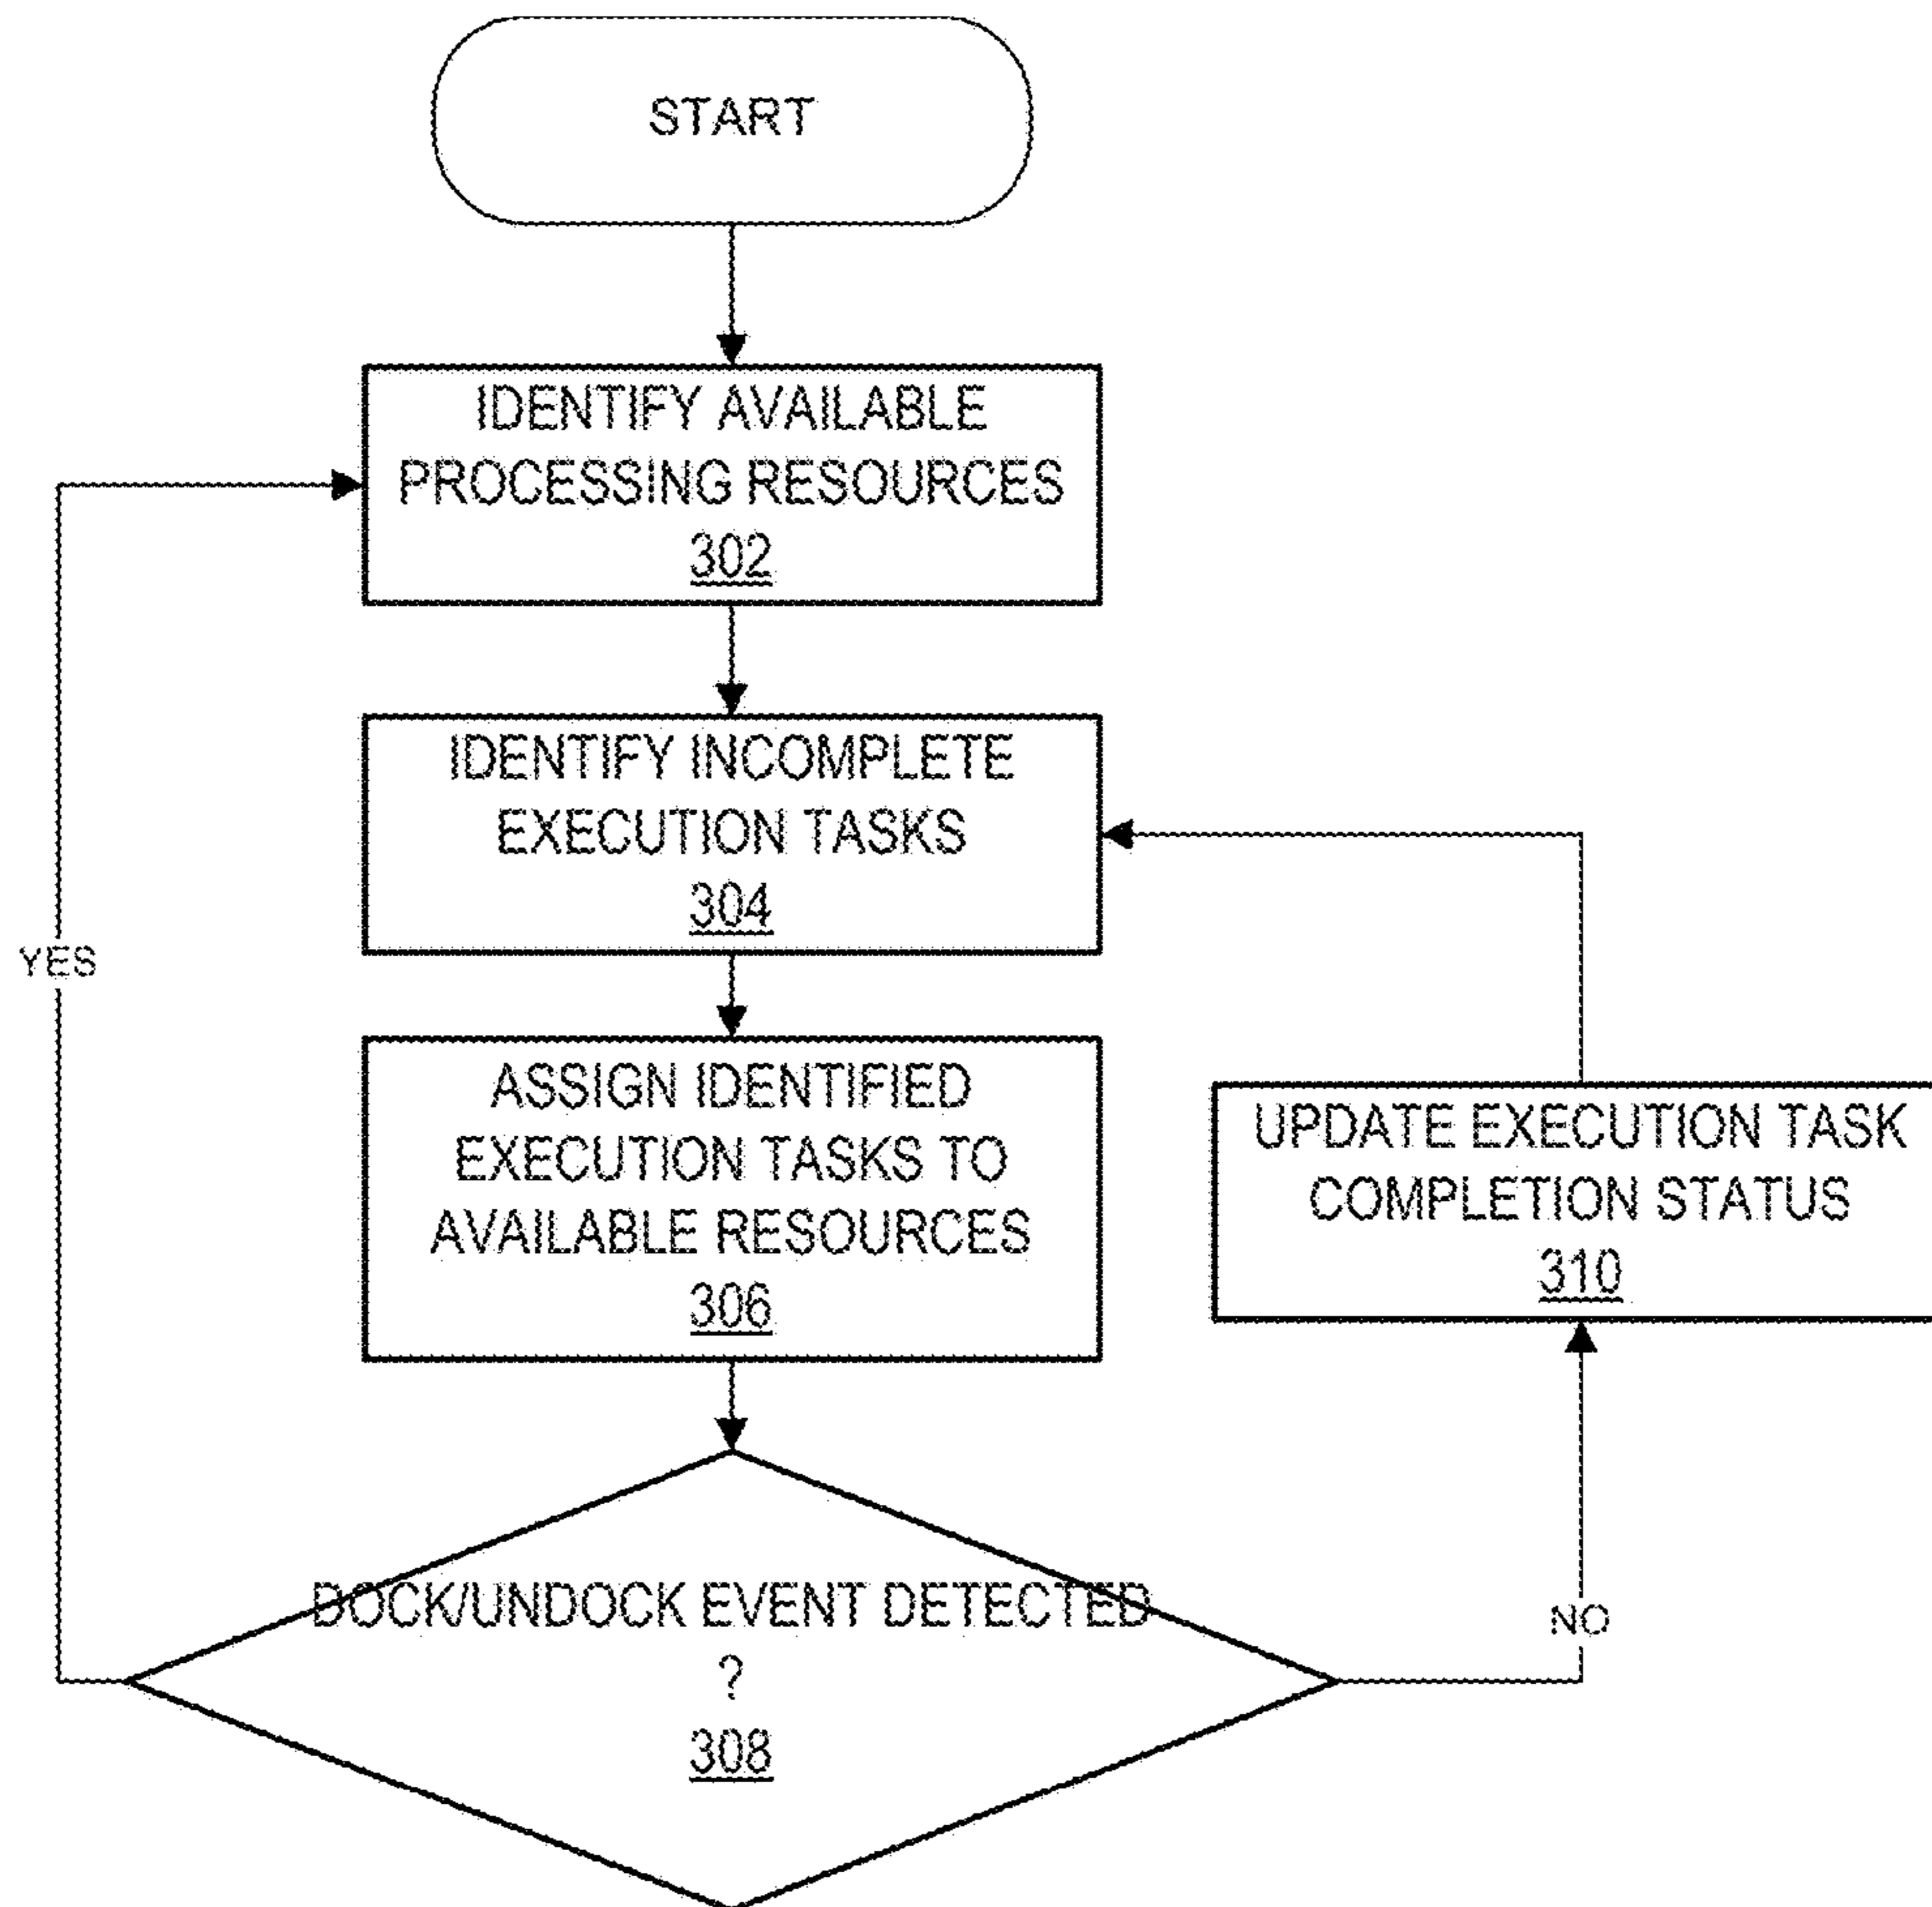 START
IDENTIFY AVAILABLE
PROCESSING RESOURCES
302
IDENTIFY INCOMPLETE
EXECUTION TASKS
304
YES
ASSIGN IDENTIFIED
EXECUTION TASKS TO
AVAILABLE RESOURCES
306
UPDATE EXECUTION TASK
COMPLETION STATUS
310
DOCK/UNDOCK EVENT DETECTED
?
308
NO